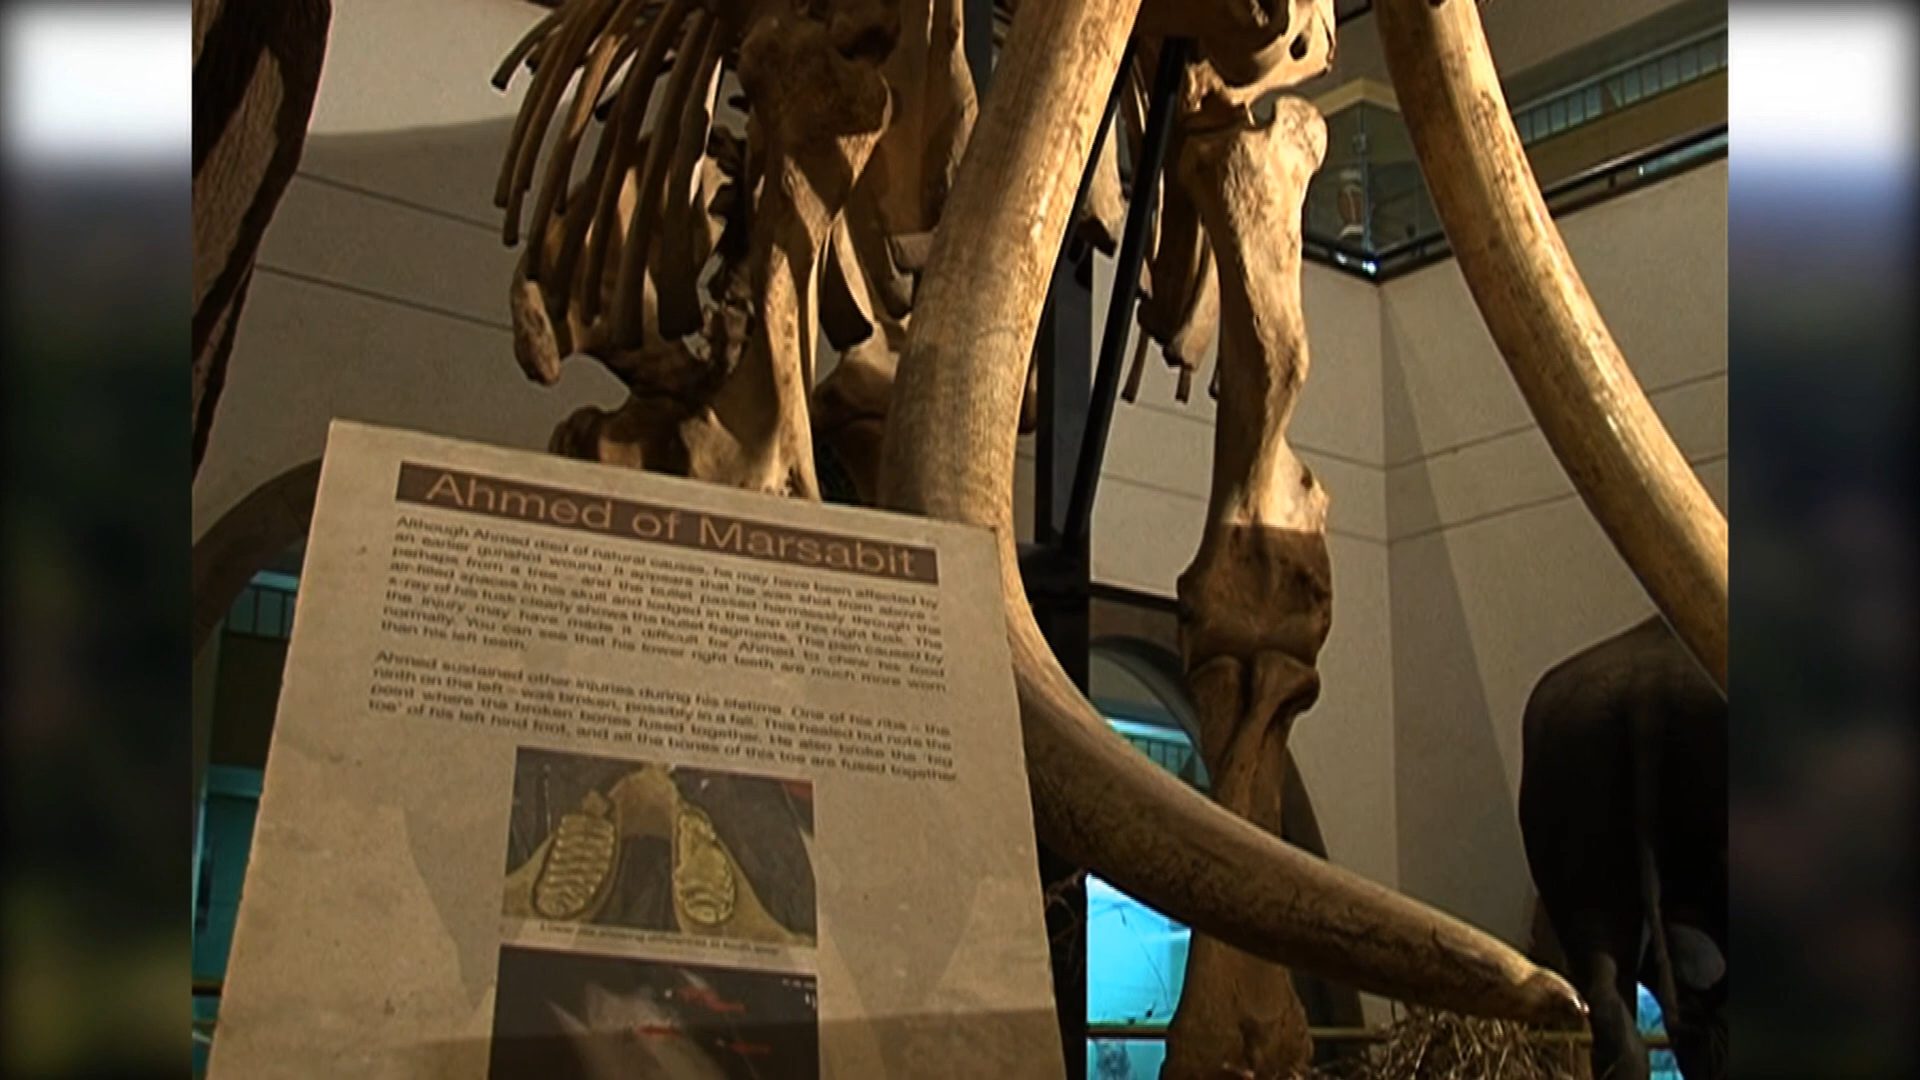 Ahmed of Marsabit
Although Ahmed died of natural causes, he may have been affected by
an earlier gunshot wound. It appears that he was shot from above –
perhaps from a tree – and the bullet passed harmlessly through the
air-filled spaces in his skull and lodged in the top of his right tusk. The
x-ray of his tusk clearly shows the bullet fragments. The pain caused by
the injury may have made it difficult for Ahmed to chew his food
normally. You can see that his lower right teeth are much more worn
than his left teeth.
Ahmed sustained other injuries during his lifetime. One of his ribs – the
ninth on the left – was broken, possibly in a fall. This healed but note the
point where the broken bones fused together. He also broke the 'big
toe' of his left hind foot, and all the bones of this toe are fused together
Lower jaw showing differences in tooth wear